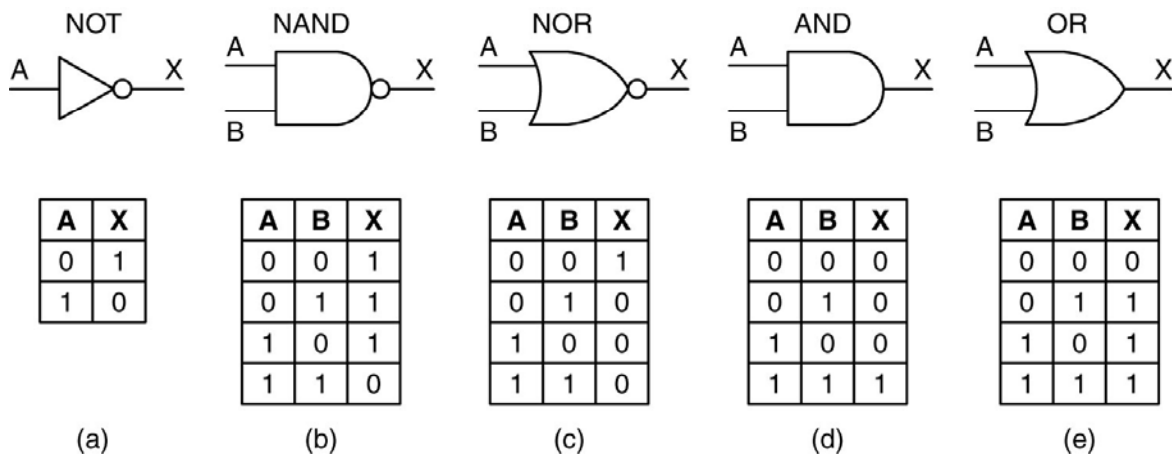 NOT NAND NOR AND OR
A X A X A X A X A X
B B B B
A X A B X A B X A B X A B X
0 1 0 0 1 0 0 1 0 0 0 0 0 0
1 0 0 1 1 0 1 0 0 1 0 0 1 1
1 0 1 1 0 0 1 0 0 1 0 1
1 1 0 1 1 0 1 1 1 1 1 1
(a) (b) (c) (d) (e)